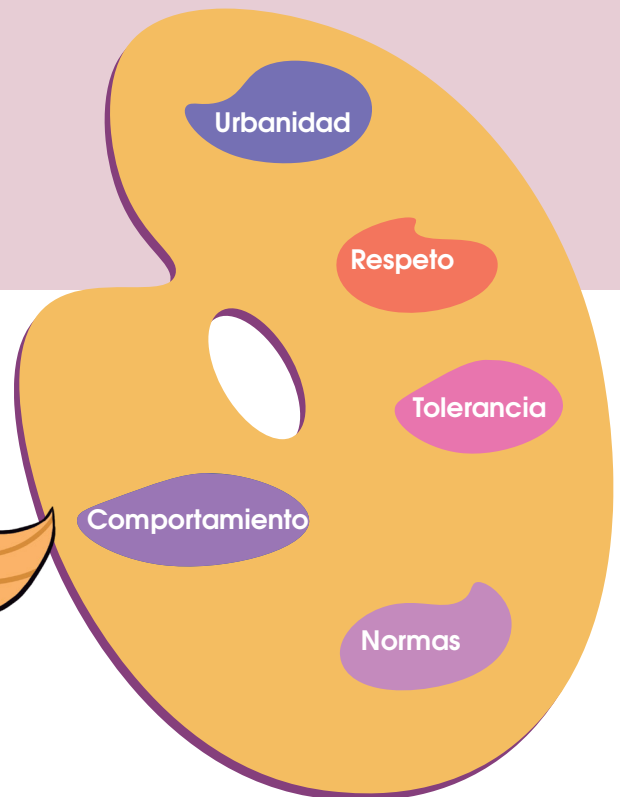 Urbanidad
Respeto
Tolerancia
Comportamiento
Normas